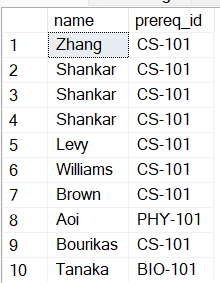 name prereq_id
1 Zhang CS-101
2 Shankar CS-101
3 Shankar CS-101
4 Shankar CS-101
5 Levy CS-101
6 Williams CS-101
7 Brown CS-101
8 Aoi PHY-101
9 Bourikas CS-101
10 Tanaka BIO-101